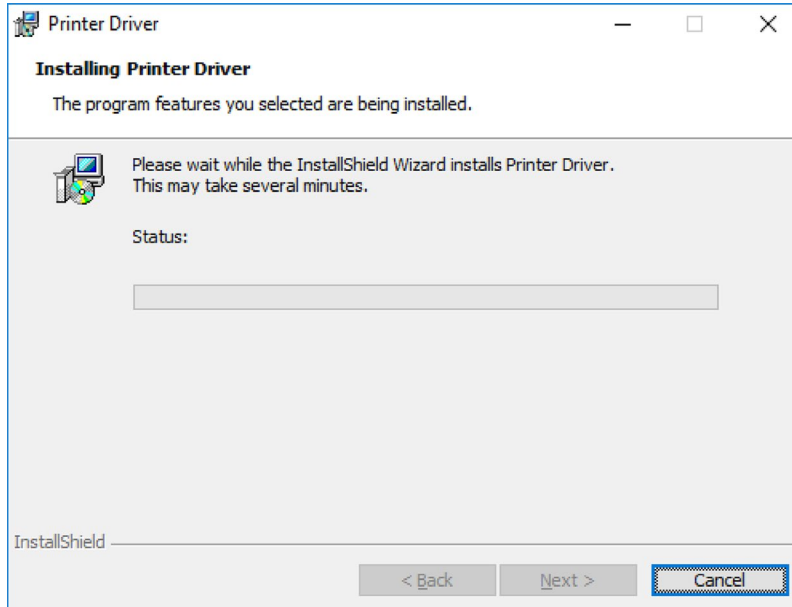 Printer Driver
Installing Printer Driver
The program features you selected are being installed.
Please wait while the InstallShield Wizard installs Printer Driver.
This may take several minutes.
Status:
InstallShield
< Back
Next >
Cancel